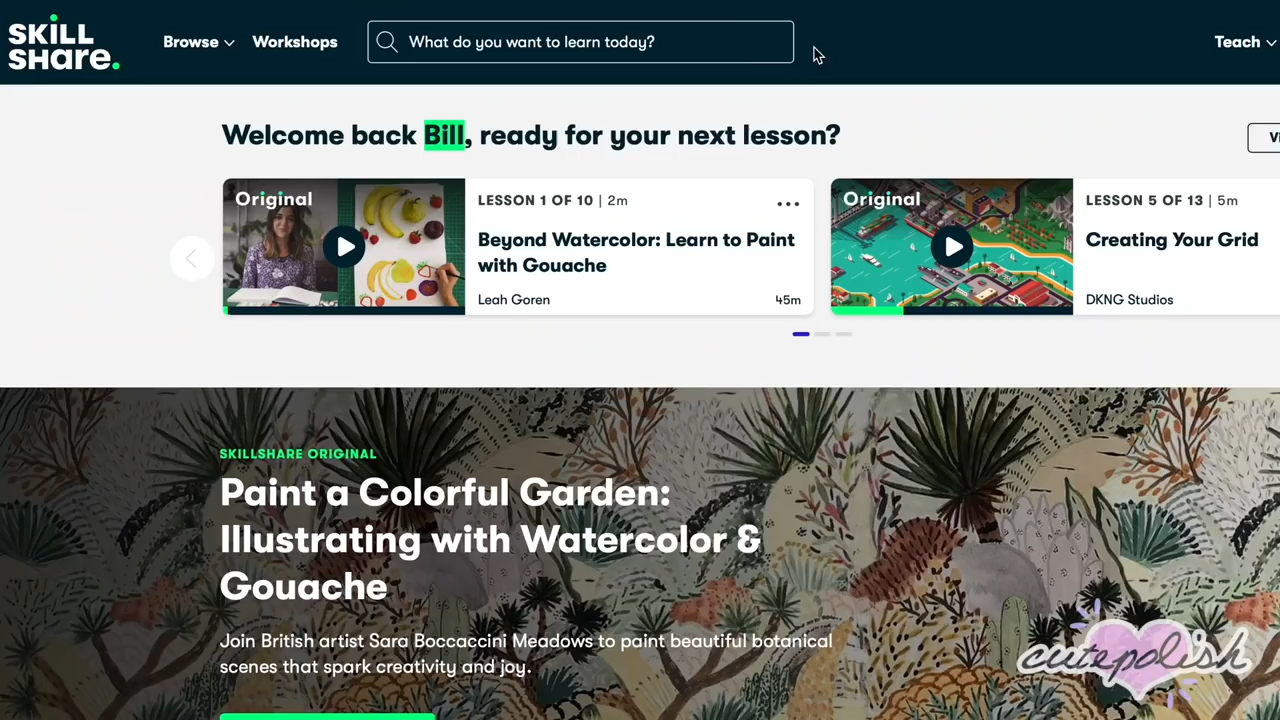 SKiLL
SHare.
Browse
Workshops
What do you want to learn today?
Teach
Welcome back Bill, ready for your next lesson?
Original
LESSON 1 OF 10 | 2m
Beyond Watercolor: Learn to Paint
with Gouache
Leah Goren
45m
Original
LESSON 5 OF 13 | 5m
Creating Your Grid
DKNG Studios
SKILLSHARE ORIGINAL
Paint a Colorful Garden:
Illustrating with Watercolor &
Gouache
Join British artist Sara Boccaccini Meadows to paint beautiful botanical
scenes that spark creativity and joy.
cutepolish